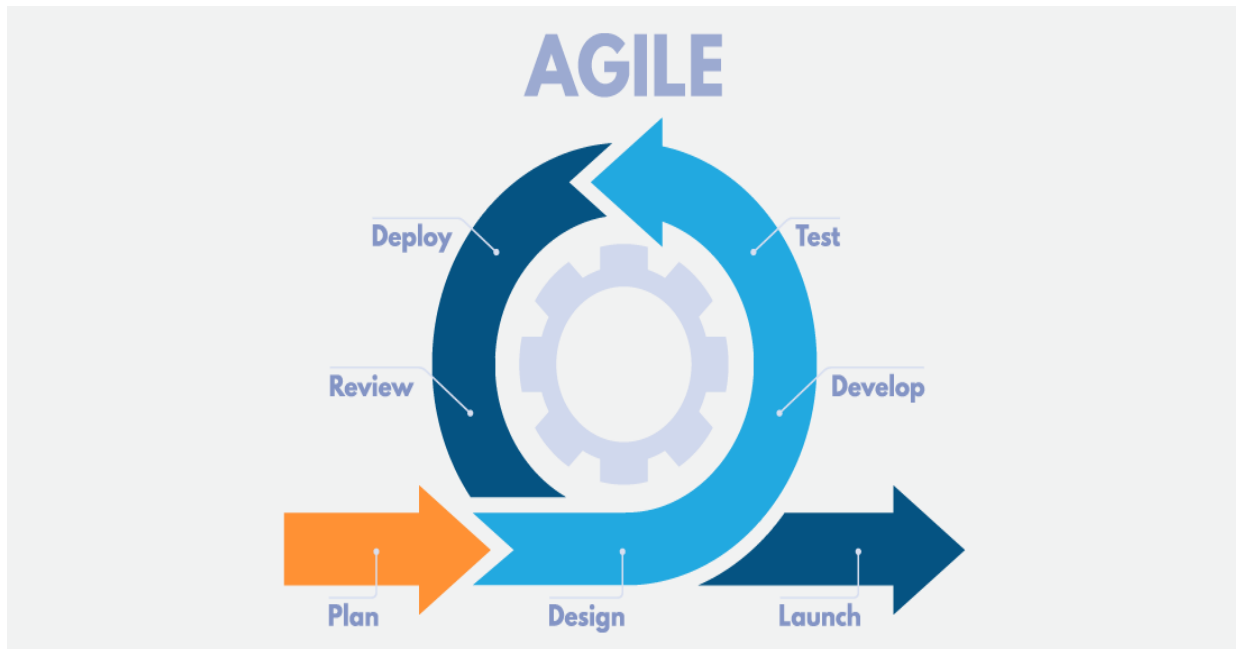 AGILE
Deploy
Test
Review
Develop
Plan
Design
Launch